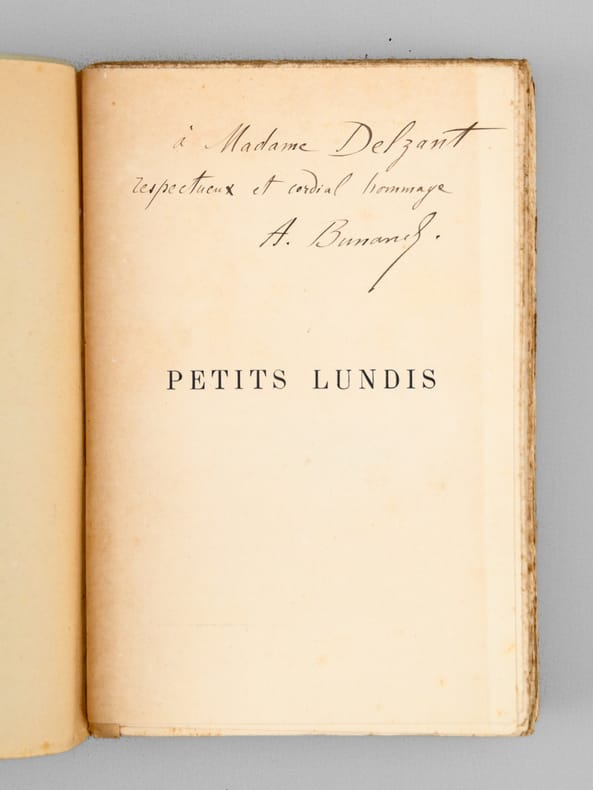 à Madame Delzant
respectueux et cordial hommage
A. Bunand.
PETITS LUNDIS